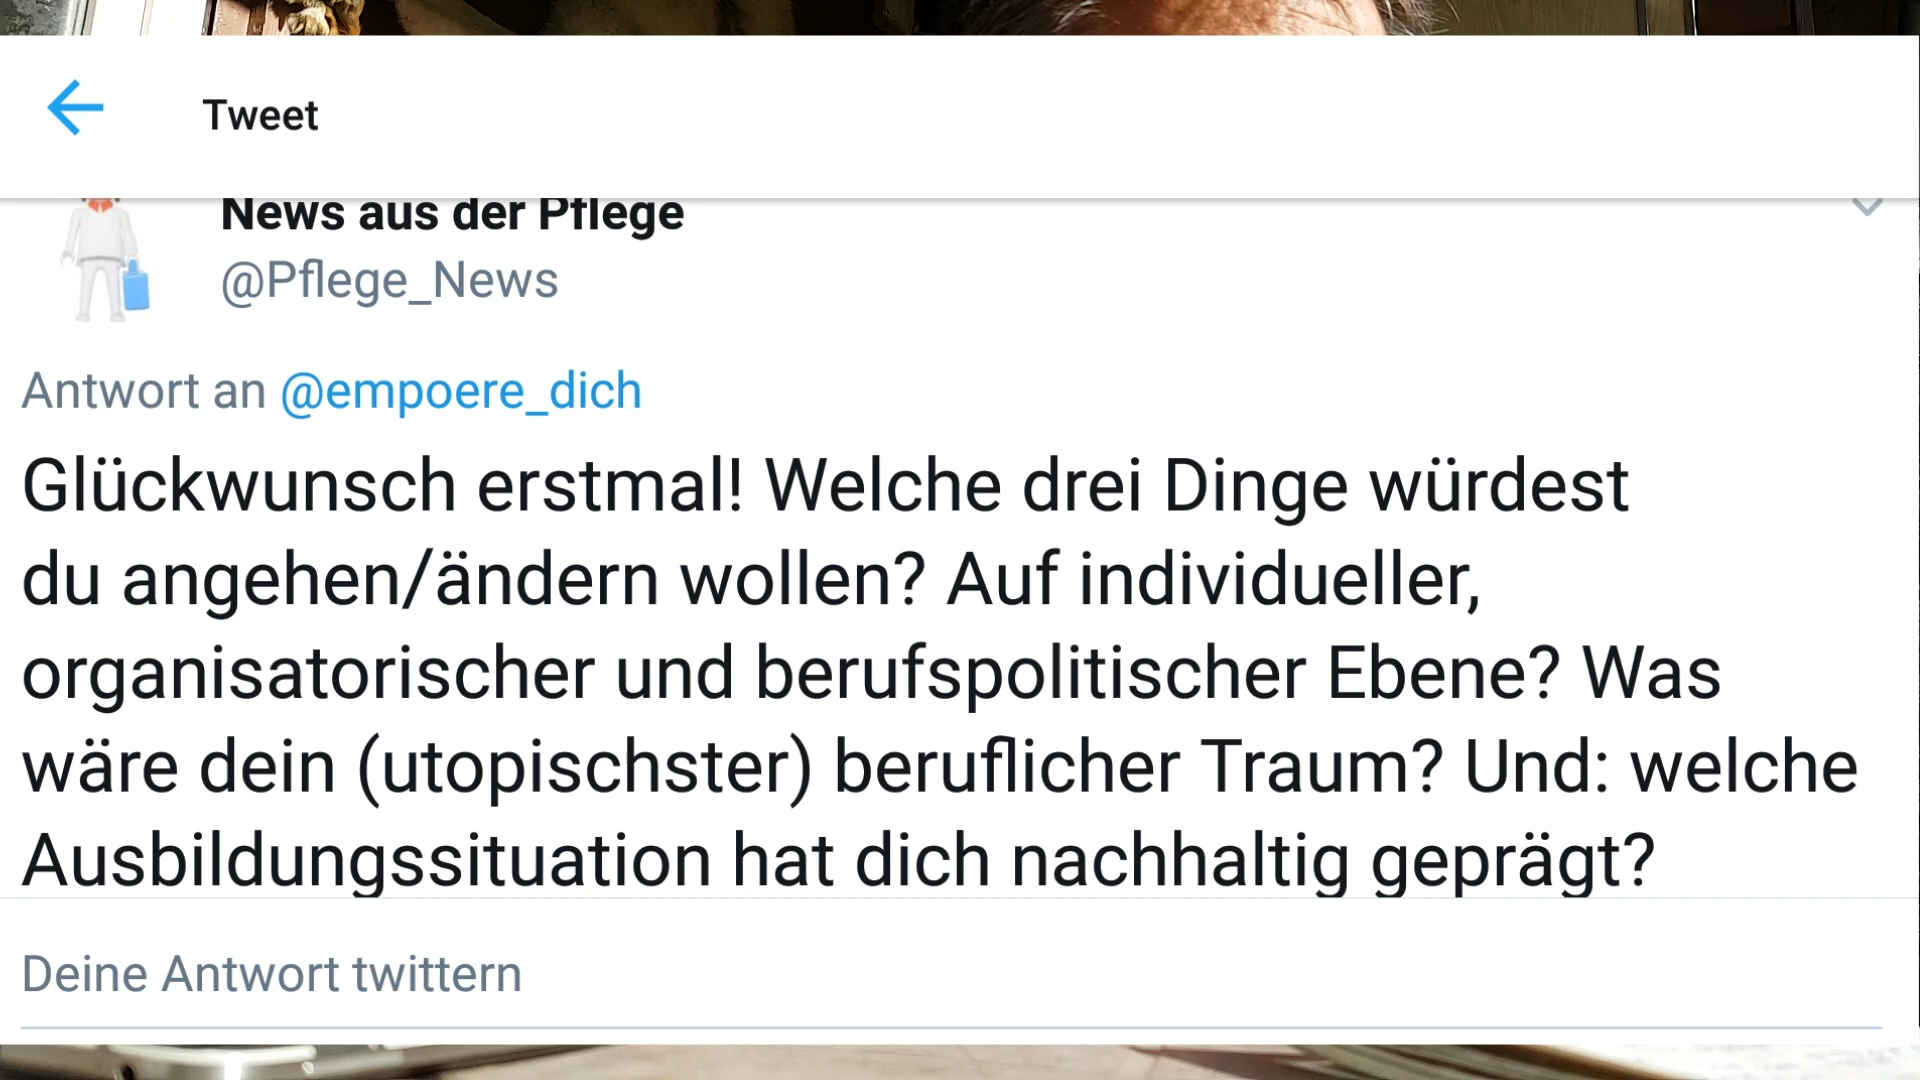 Tweet
News aus der Pflege
@Pflege_News
Antwort an @empoere_dich
Glückwunsch erstmal! Welche drei Dinge würdest
du angehen/ändern wollen? Auf individueller,
organisatorischer und berufspolitischer Ebene? Was
wäre dein (utopischster) beruflicher Traum? Und: welche
Ausbildungssituation hat dich nachhaltig geprägt?
Deine Antwort twittern